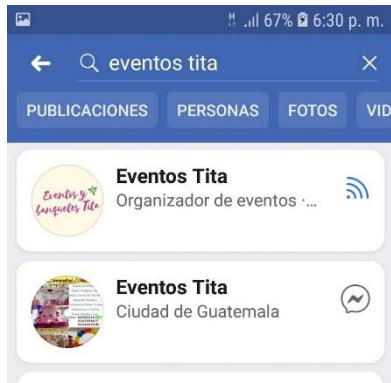 H 67% 6:30 p. m.
eventos tita
PUBLICACIONES PERSONAS FOTOS VID
Eventos Tita
Organizador de eventos ·...
Eventos y
banquetes Tita
Eventos Tita
Ciudad de Guatemala